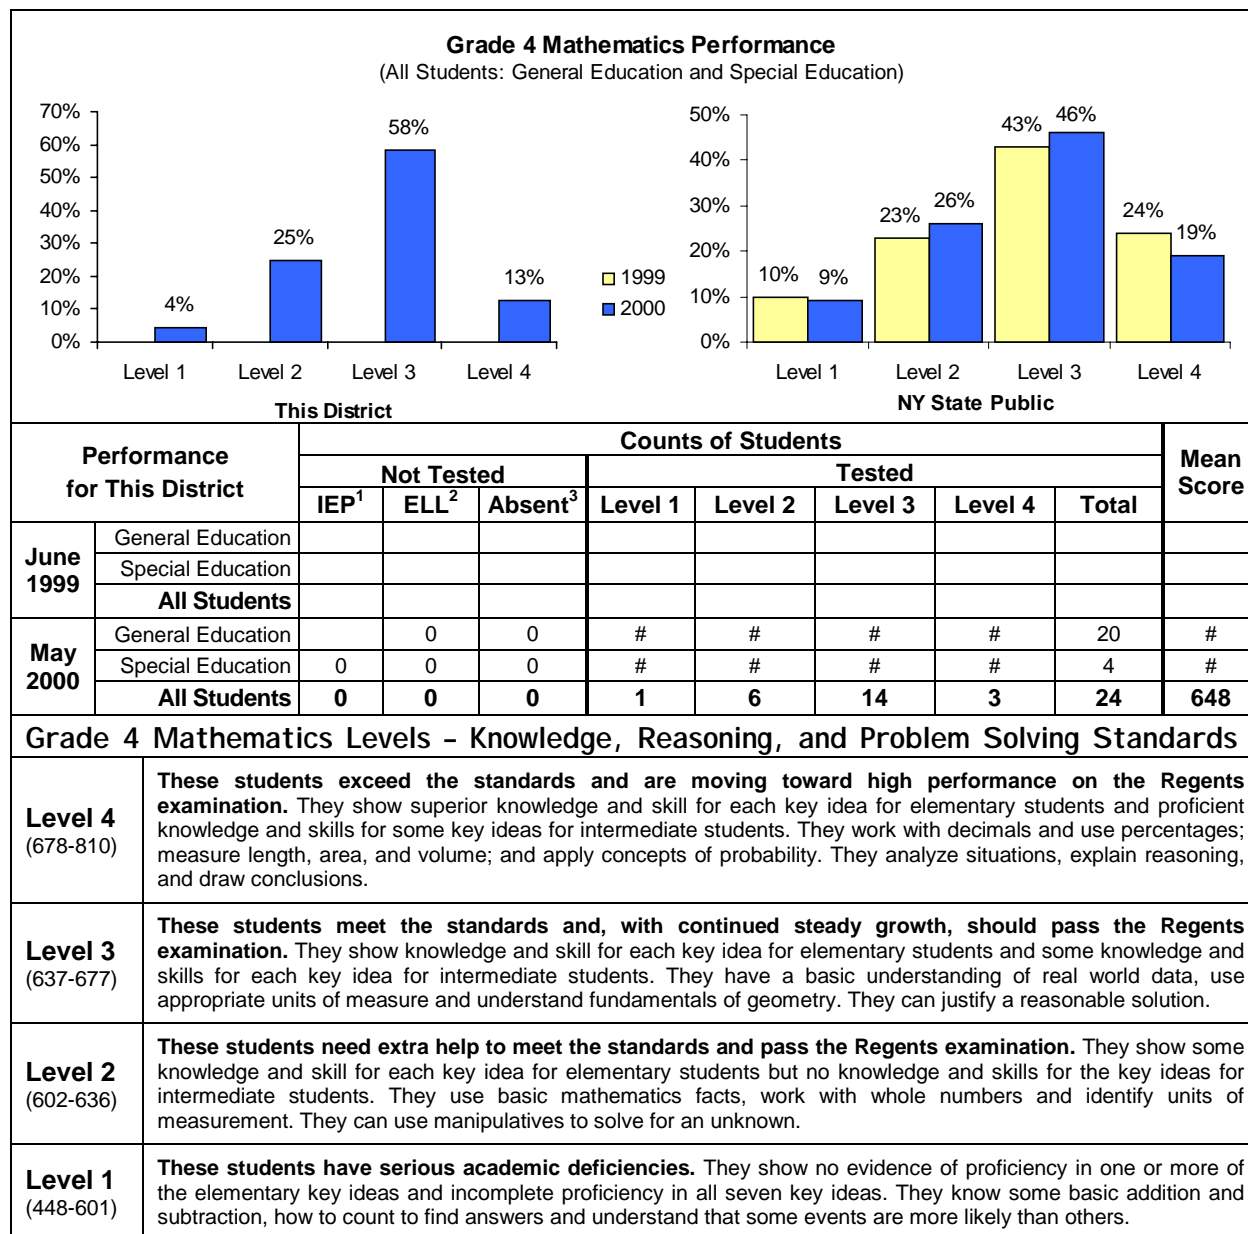 Grade 4 Mathematics Performance
(All Students: General Education and Special Education)
70%
60%
50%
40%
30%
20%
10%
0%
4%
25%
58%
13%
Level 1 Level 2 Level 3 Level 4
This District
1999
2000
50%
40%
30%
20%
10%
0%
10% 9%
23% 26%
43% 46%
24% 19%
Level 1 Level 2 Level 3 Level 4
NY State Public
Performance
for This District
Counts of Students
Mean
Score
Not Tested Tested
IEP1 ELL2 Absent3 Level 1 Level 2 Level 3 Level 4 Total
June
1999
General Education
Special Education
All Students
May
2000
General Education 0 0 # # # # 20 #
Special Education 0 0 0 # # # # 4 #
All Students 0 0 0 1 6 14 3 24 648
Grade 4 Mathematics Levels – Knowledge, Reasoning, and Problem Solving Standards
Level 4
(678-810)
These students exceed the standards and are moving toward high performance on the Regents
examination. They show superior knowledge and skill for each key idea for elementary students and proficient
knowledge and skills for some key ideas for intermediate students. They work with decimals and use percentages;
measure length, area, and volume; and apply concepts of probability. They analyze situations, explain reasoning,
and draw conclusions.
Level 3
(637-677)
These students meet the standards and, with continued steady growth, should pass the Regents
examination. They show knowledge and skill for each key idea for elementary students and some knowledge and
skills for each key idea for intermediate students. They have a basic understanding of real world data, use
appropriate units of measure and understand fundamentals of geometry. They can justify a reasonable solution.
Level 2
(602-636)
These students need extra help to meet the standards and pass the Regents examination. They show some
knowledge and skill for each key idea for elementary students but no knowledge and skills for the key ideas for
intermediate students. They use basic mathematics facts, work with whole numbers and identify units of
measurement. They can use manipulatives to solve for an unknown.
Level 1
(448-601)
These students have serious academic deficiencies. They show no evidence of proficiency in one or more of
the elementary key ideas and incomplete proficiency in all seven key ideas. They know some basic addition and
subtraction, how to count to find answers and understand that some events are more likely than others.